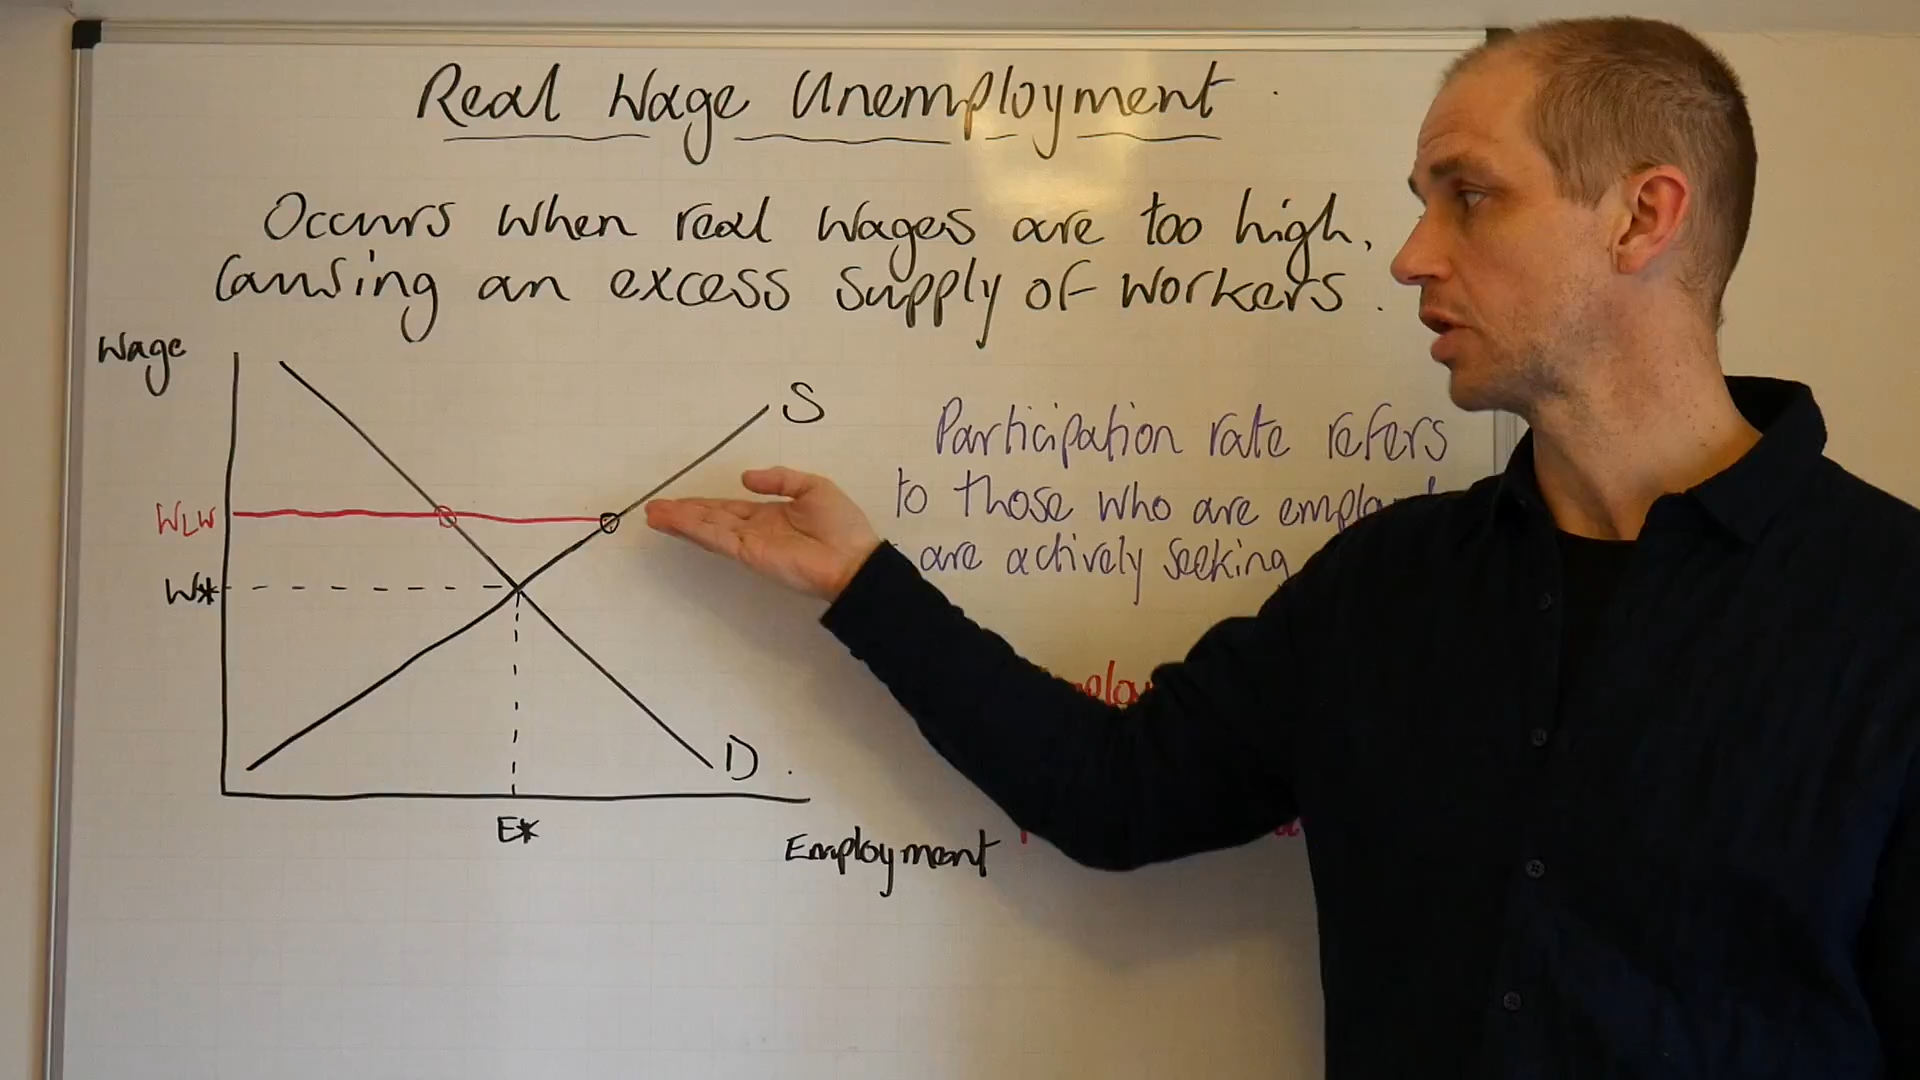 Real Wage Unemployment
Occurs when real wages are too high,
causing an excess supply of workers.
Wage
S
Participation rate refers
to those who are
WLW
are actively seeking
W*
D
E*
Employment